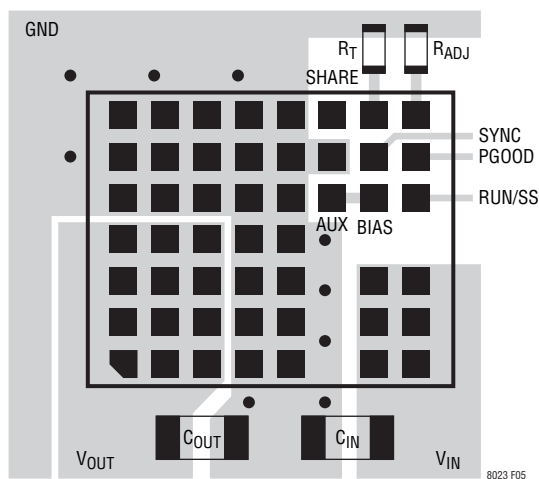 GND
RT
RADJ
SHARE
SYNC
PGOOD
RUN/SS
AUX
BIAS
COUT
CIN
VOUT
VIN
8023 F05